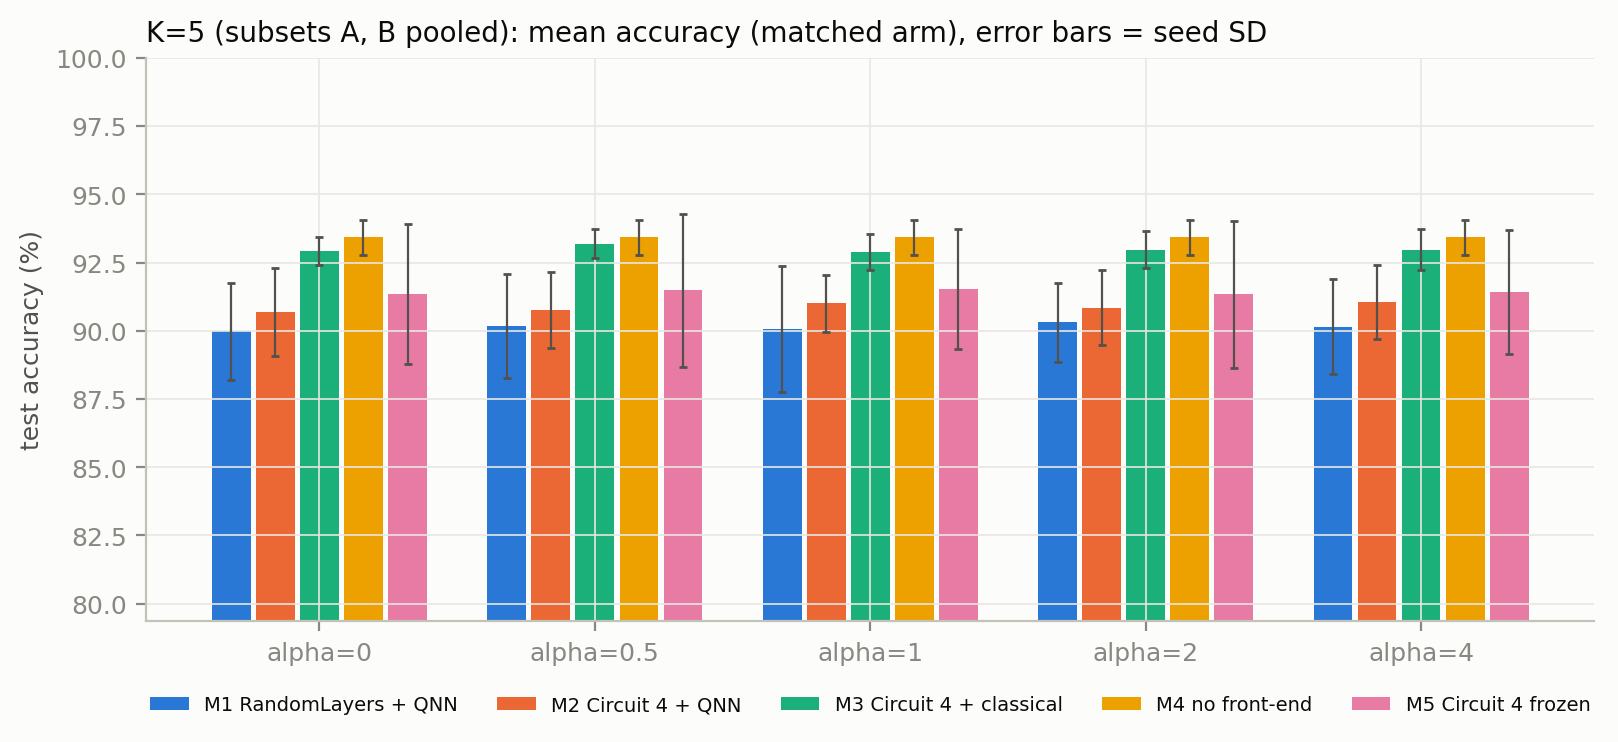 K=5 (subsets A, B pooled): mean accuracy (matched arm), error bars = seed SD
test accuracy (%)
100.0
97.5
95.0
92.5
90.0
87.5
85.0
82.5
80.0
alpha=0 alpha=0.5 alpha=1 alpha=2 alpha=4
M1 RandomLayers + QNN M2 Circuit 4 + QNN M3 Circuit 4 + classical M4 no front-end M5 Circuit 4 frozen